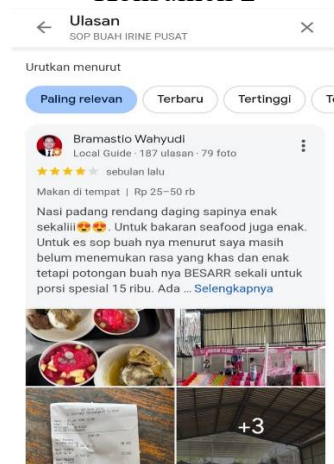 Ulasan
SOP BUAH IRINE PUSAT
Urutkan menurut
Paling relevan
Terbaru
Tertinggi
Bramastio Wahyudi
Local Guide · 187 ulasan · 79 foto
sebulan lalu
Makan di tempat | Rp 25–50 rb
Nasi padang rendang daging sapinya enak
sekaliii😍😍. Untuk bakaran seafood juga enak.
Untuk es sop buah nya menurut saya masih
belum menemukan rasa yang khas dan enak
tetapi potongan buah nya BESARR sekali untuk
porsi spesial 15 ribu. Ada ... Selengkapnya
+3